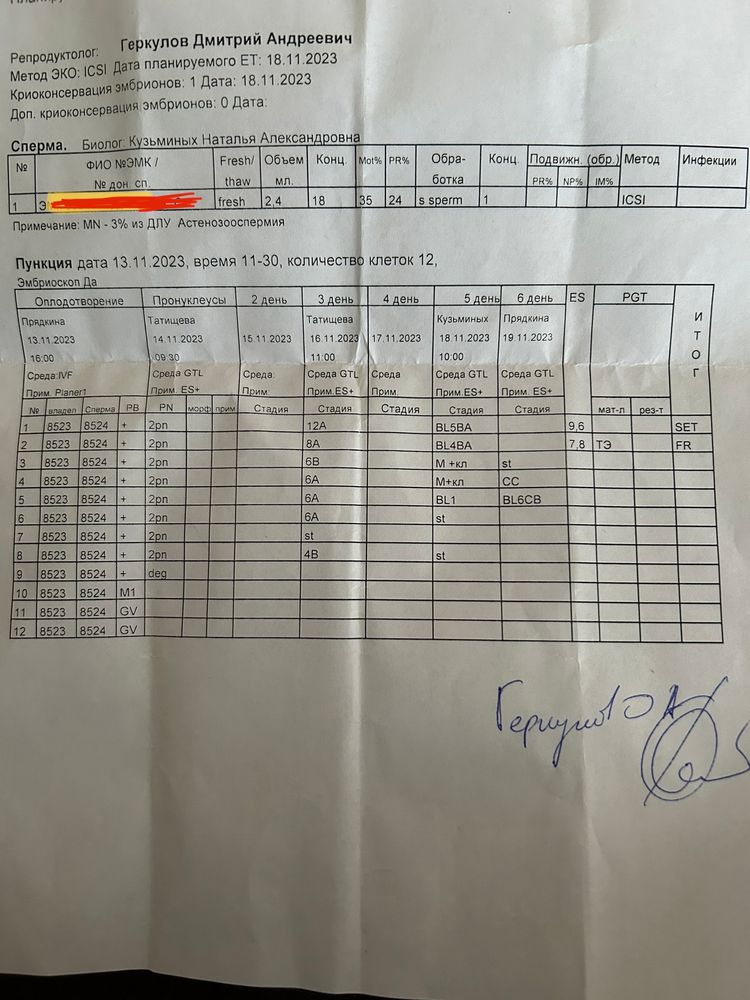 Репродуктолог: Геркулов Дмитрий Андреевич
Метод ЭКО: ICSI Дата планируемого ЕТ: 18.11.2023
Криоконсервация эмбрионов: 1 Дата: 18.11.2023
Доп. криоконсервация эмбрионов: 0 Дата:
Сперма. Биолог: Кузьминых Наталья Александровна
№ ФИО №ЭМК / № дон. сп. Fresh/ thaw Объем мл. Конц. Mot% PR% Обра- ботка Конц. Подвижн. (обр.) PR% NP% IM% Метод Инфекции
1 Э fresh 2,4 18 35 24 s sperm 1 ICSI
Примечание: MN - 3% из ДЛУ Астенозооспермия
Пункция дата 13.11.2023, время 11-30, количество клеток 12,
Эмбриоскоп Да
Оплодотворение Пронуклеусы 2 день 3 день 4 день 5 день 6 день ES PGT ИТОГ
Прядкина Татищева Татищева Кузьминых Прядкина
13.11.2023 14.11.2023 15.11.2023 16.11.2023 17.11.2023 18.11.2023 19.11.2023
16:00 09:30 11:00 10:00
Среда:IVF Среда GTL Среда: Среда GTL Среда: Среда GTL Среда GTL
Прим. Planer1 Прим. ES+ Прим: Прим.ES+ Прим. Прим. ES+ Прим. ES+
№ владел Сперма PB PN морф прим Стадия Стадия Стадия Стадия Стадия мат-л рез-т
1 8523 8524 + 2pn 12A BL5BA 9,6 SET
2 8523 8524 + 2pn 8A BL4BA 7,8 ТЭ FR
3 8523 8524 + 2pn 6B М +кл st
4 8523 8524 + 2pn 6A М+кл CC
5 8523 8524 + 2pn 6A BL1 BL6CB
6 8523 8524 + 2pn 6A st
7 8523 8524 + 2pn st
8 8523 8524 + 2pn 4B st
9 8523 8524 + deg
10 8523 8524 M1
11 8523 8524 GV
12 8523 8524 GV